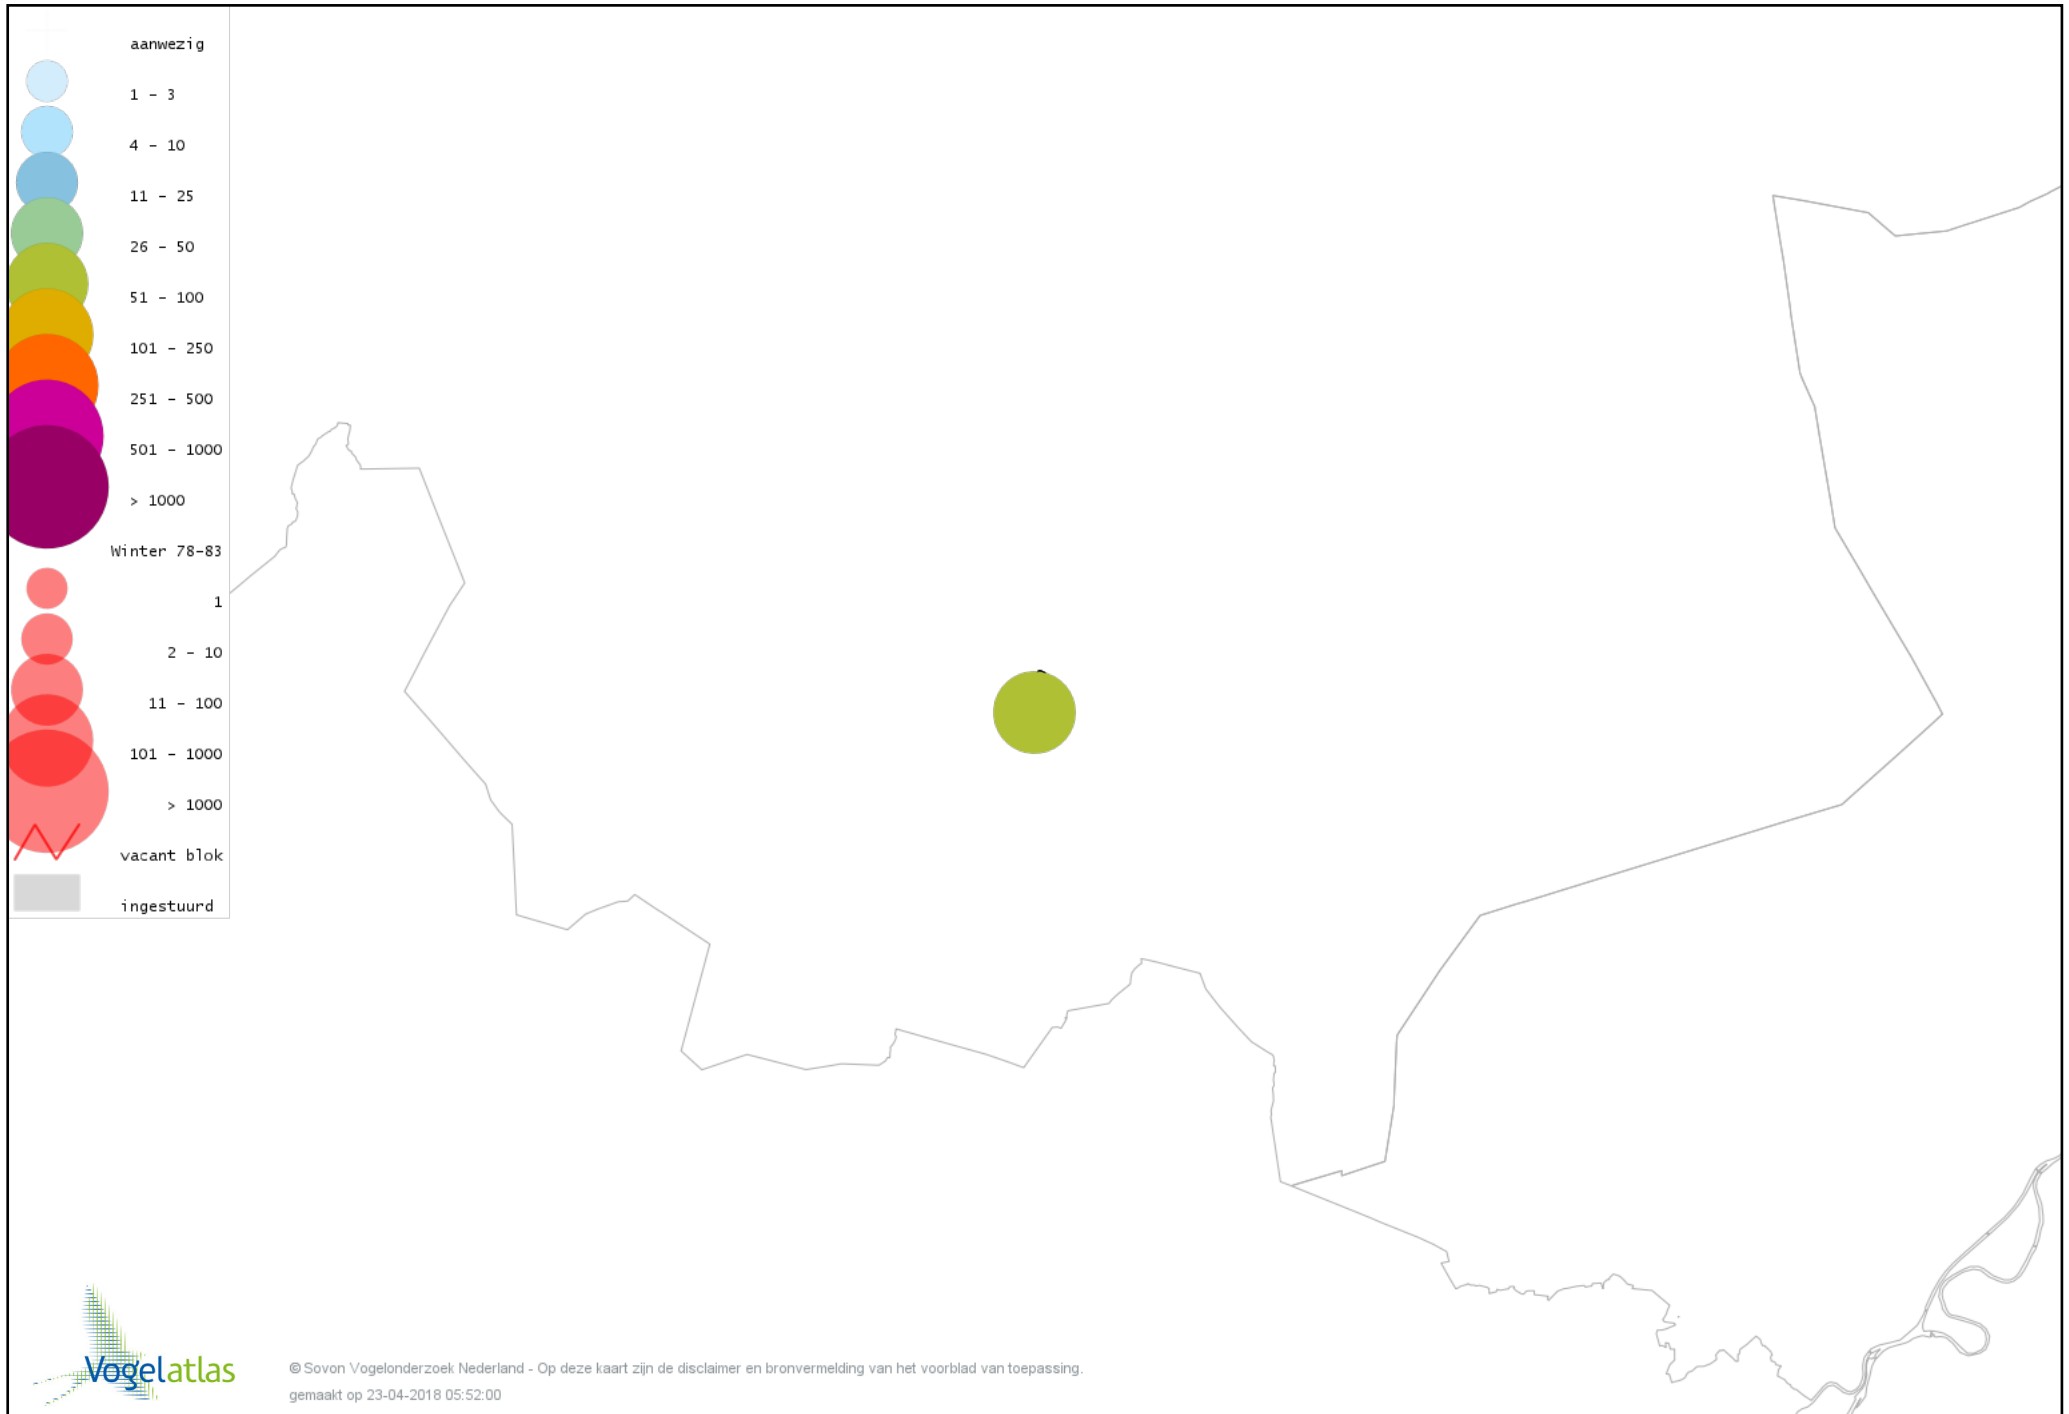 aanwezig
1 - 3
4 - 10
11 - 25
26 - 50
51 - 100
101 - 250
251 - 500
501 - 1000
> 1000
Winter 78-83
1
2 - 10
11 - 100
101 - 1000
> 1000
vacant blok
ingestuurd
Vogelatlas
© Sovon Vogelonderzoek Nederland - Op deze kaart zijn de disclaimer en bronvermelding van het voorblad van toepassing.
gemaakt op 23-04-2018 05:52:00